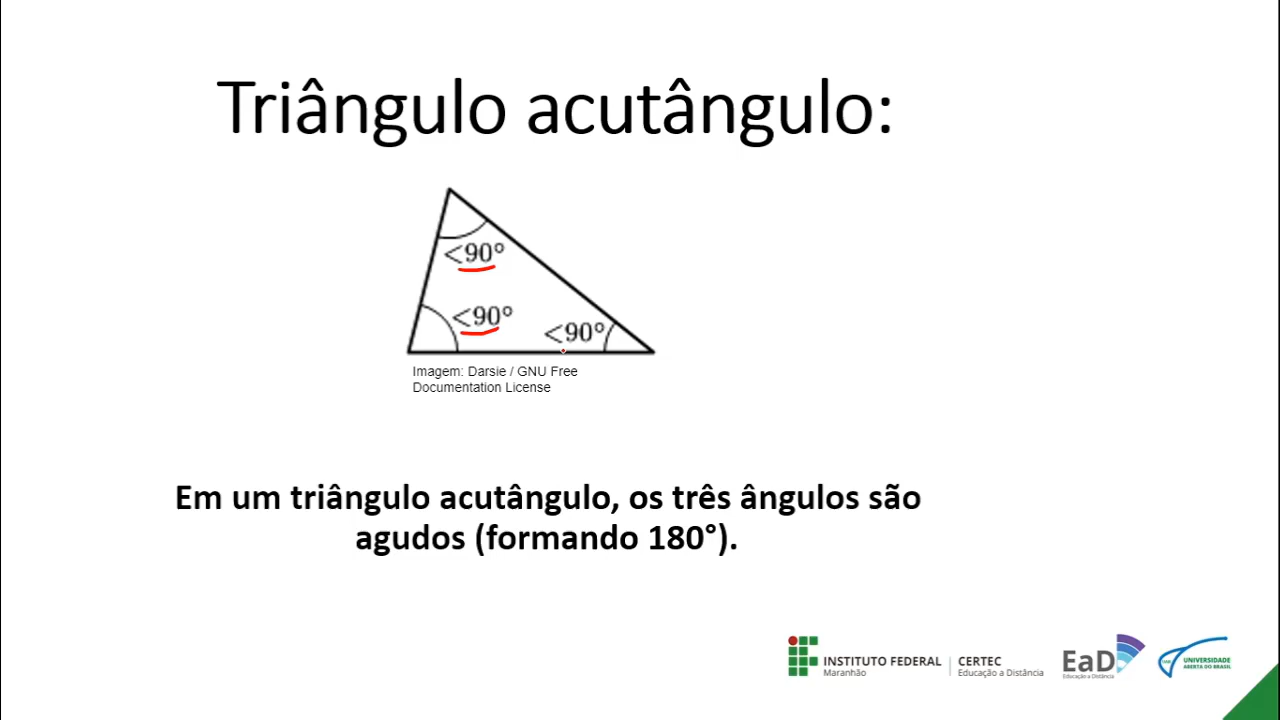 Triângulo acutângulo:
<90°
<90°
<90°
Imagem: Darsie / GNU Free
Documentation License
Em um triângulo acutângulo, os três ângulos são
agudos (formando 180°).
INSTITUTO FEDERAL
Maranhão
CERTEC
Educação a Distância
EaD
Educação a Distância
UNIVERSIDADE
ABERTA DO BRASIL